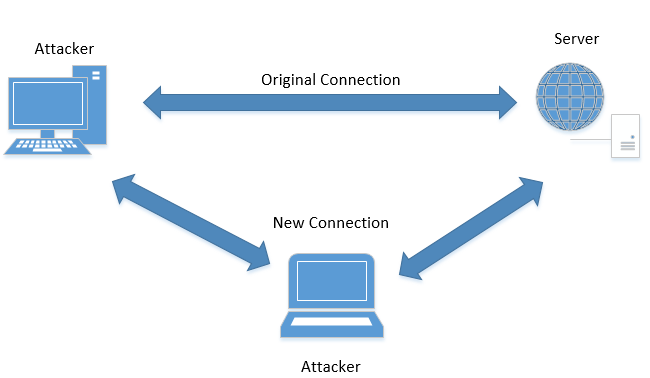 Attacker
Server
Original Connection
New Connection
Attacker